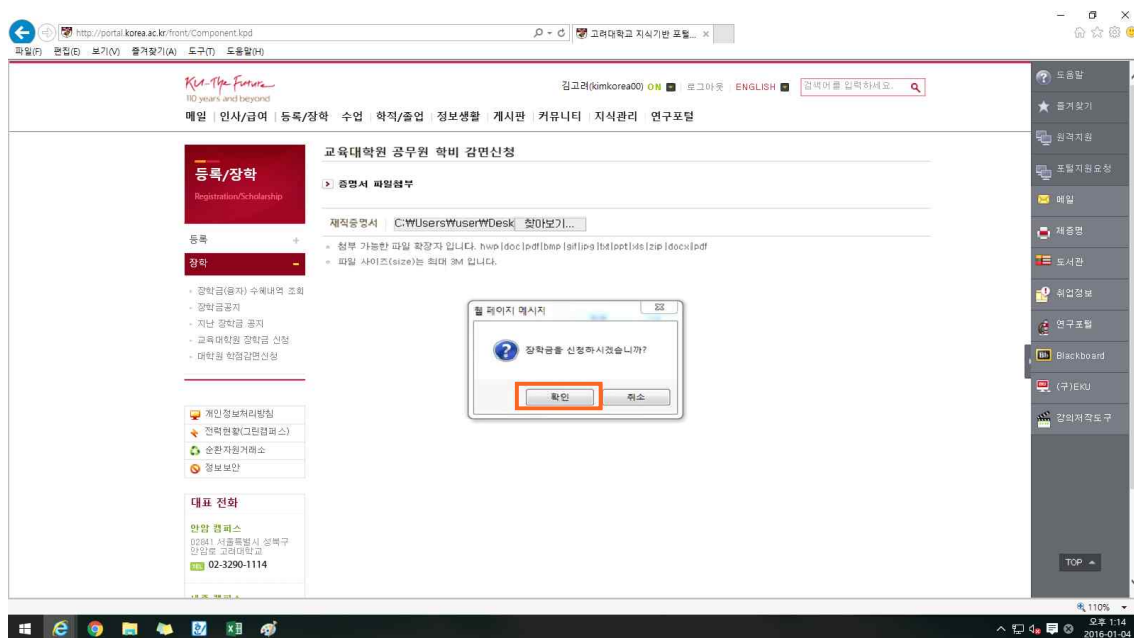 http://portal.korea.ac.kr/front/Component.kpd
고려대학교 지식기반 포털...
파일(F) 편집(E) 보기(V) 즐겨찾기(A) 도구(T) 도움말(H)
KU-The Future
110 years and beyond
김고려(kimkorea00) ON 로그아웃 ENGLISH 검색어를 입력하세요.
메일 인사/급여 등록/장학 수업 학적/졸업 정보생활 게시판 커뮤니티 지식관리 연구포털
등록/장학
Registration/Scholarship
등록 +
장학 -
장학금(융자) 수혜내역 조회
장학금공지
지난 장학금 공지
교육대학원 장학금 신청
대학원 학점감면신청
개인정보처리방침
전력현황(그린캠퍼스)
순환자원거래소
정보보안
대표 전화
안암 캠퍼스
02841 서울특별시 성북구
안암로 고려대학교
TEL 02-3290-1114
교육대학원 공무원 학비 감면신청
증명서 파일첨부
재직증명서 C:₩Users₩user₩Desk 찾아보기...
첨부 가능한 파일 확장자 입니다. hwp|doc|pdf|bmp|gif|jpg|txt|ppt|xls|zip|docx|pdf
파일 사이즈(size)는 최대 3M 입니다.
웹 페이지 메시지
장학금을 신청하시겠습니까?
확인 취소
도움말
즐겨찾기
원격지원
포털지원요청
메일
제증명
도서관
취업정보
연구포털
Bb Blackboard
(구)EKU
강의저작도구
TOP
110%
오후 1:14
2016-01-04